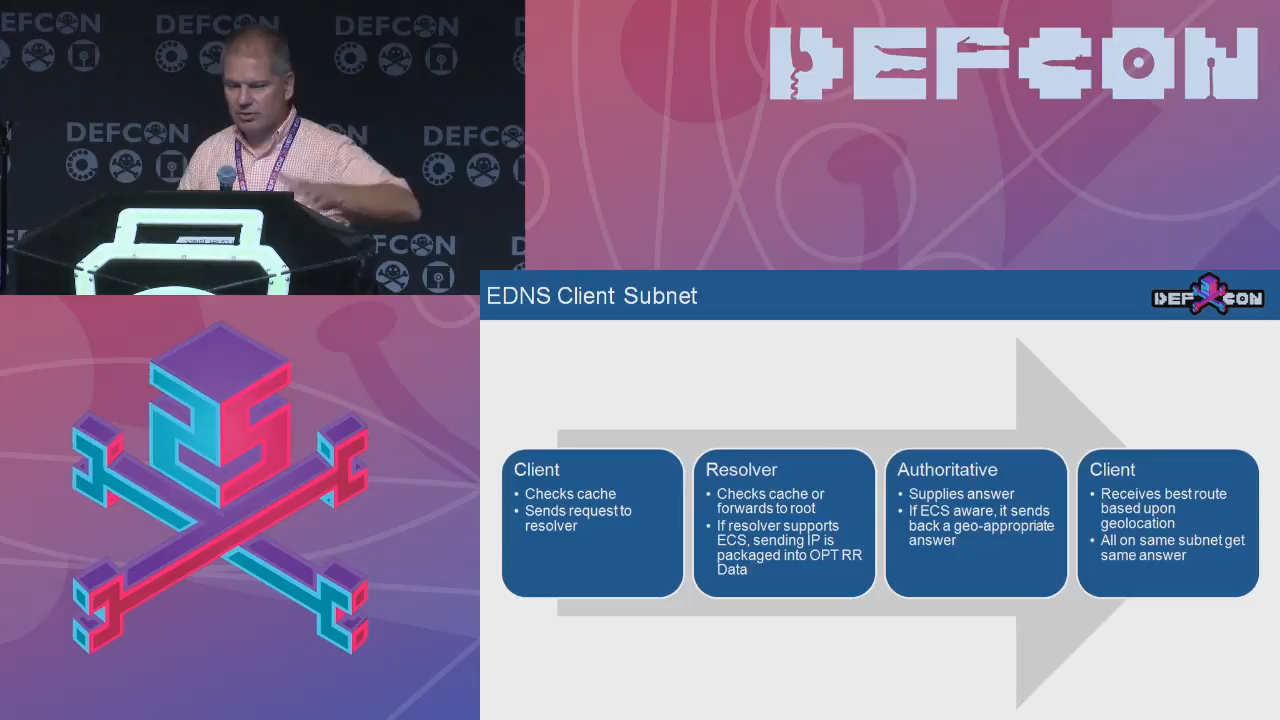 DEFCON
DEFCON
DEFCON
DEFCON
DEFCON
DEFCON
DEFCON
EDNS Client Subnet
DEFCON
Client
• Checks cache
• Sends request to
resolver
Resolver
• Checks cache or
forwards to root
• If resolver supports
ECS, sending IP is
packaged into OPT RR
Data
Authoritative
• Supplies answer
• If ECS aware, it sends
back a geo-appropriate
answer
Client
• Receives best route
based upon
geolocation
• All on same subnet get
same answer